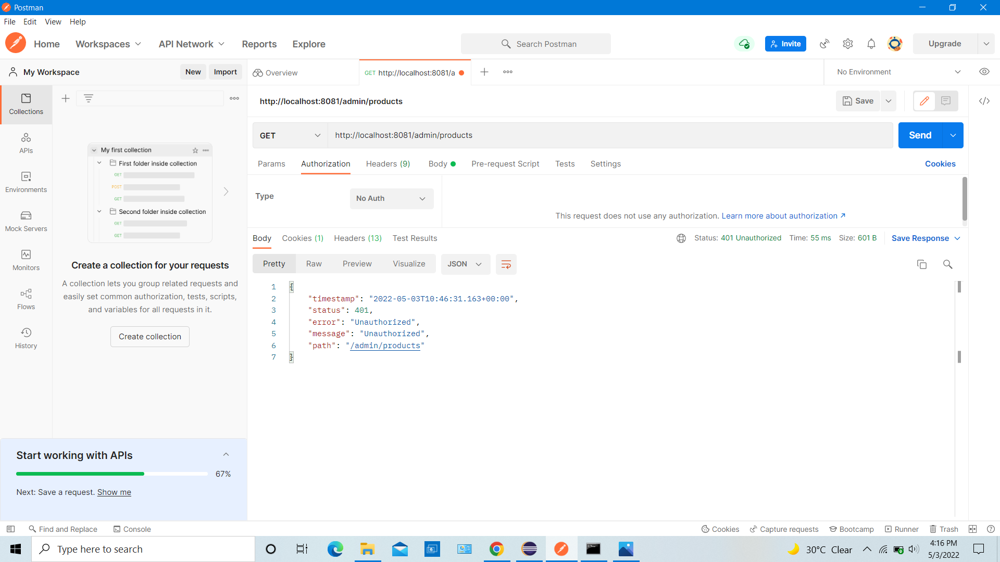 Postman
File Edit View Help
Home Workspaces API Network Reports Explore Search Postman Invite Upgrade
My Workspace New Import Overview GET http://localhost:8081/a No Environment
http://localhost:8081/admin/products Save
GET http://localhost:8081/admin/products Send
Params Authorization Headers (9) Body Pre-request Script Tests Settings Cookies
Type No Auth
This request does not use any authorization. Learn more about authorization ↗
Body Cookies (1) Headers (13) Test Results Status: 401 Unauthorized Time: 55 ms Size: 601 B Save Response
Pretty Raw Preview Visualize JSON
1 {
2 "timestamp": "2022-05-03T10:46:31.163+00:00",
3 "status": 401,
4 "error": "Unauthorized",
5 "message": "Unauthorized",
6 "path": "/admin/products"
7 }
Collections
APIs
Environments
Mock Servers
Monitors
Flows
History
My first collection
First folder inside collection
GET
POST
GET
Second folder inside collection
GET
GET
Create a collection for your requests
A collection lets you group related requests and
easily set common authorization, tests, scripts,
and variables for all requests in it.
Create collection
Start working with APIs
67%
Next: Save a request. Show me
Find and Replace Console Cookies Capture requests Bootcamp Runner Trash
Type here to search 30°C Clear 4:16 PM
5/3/2022